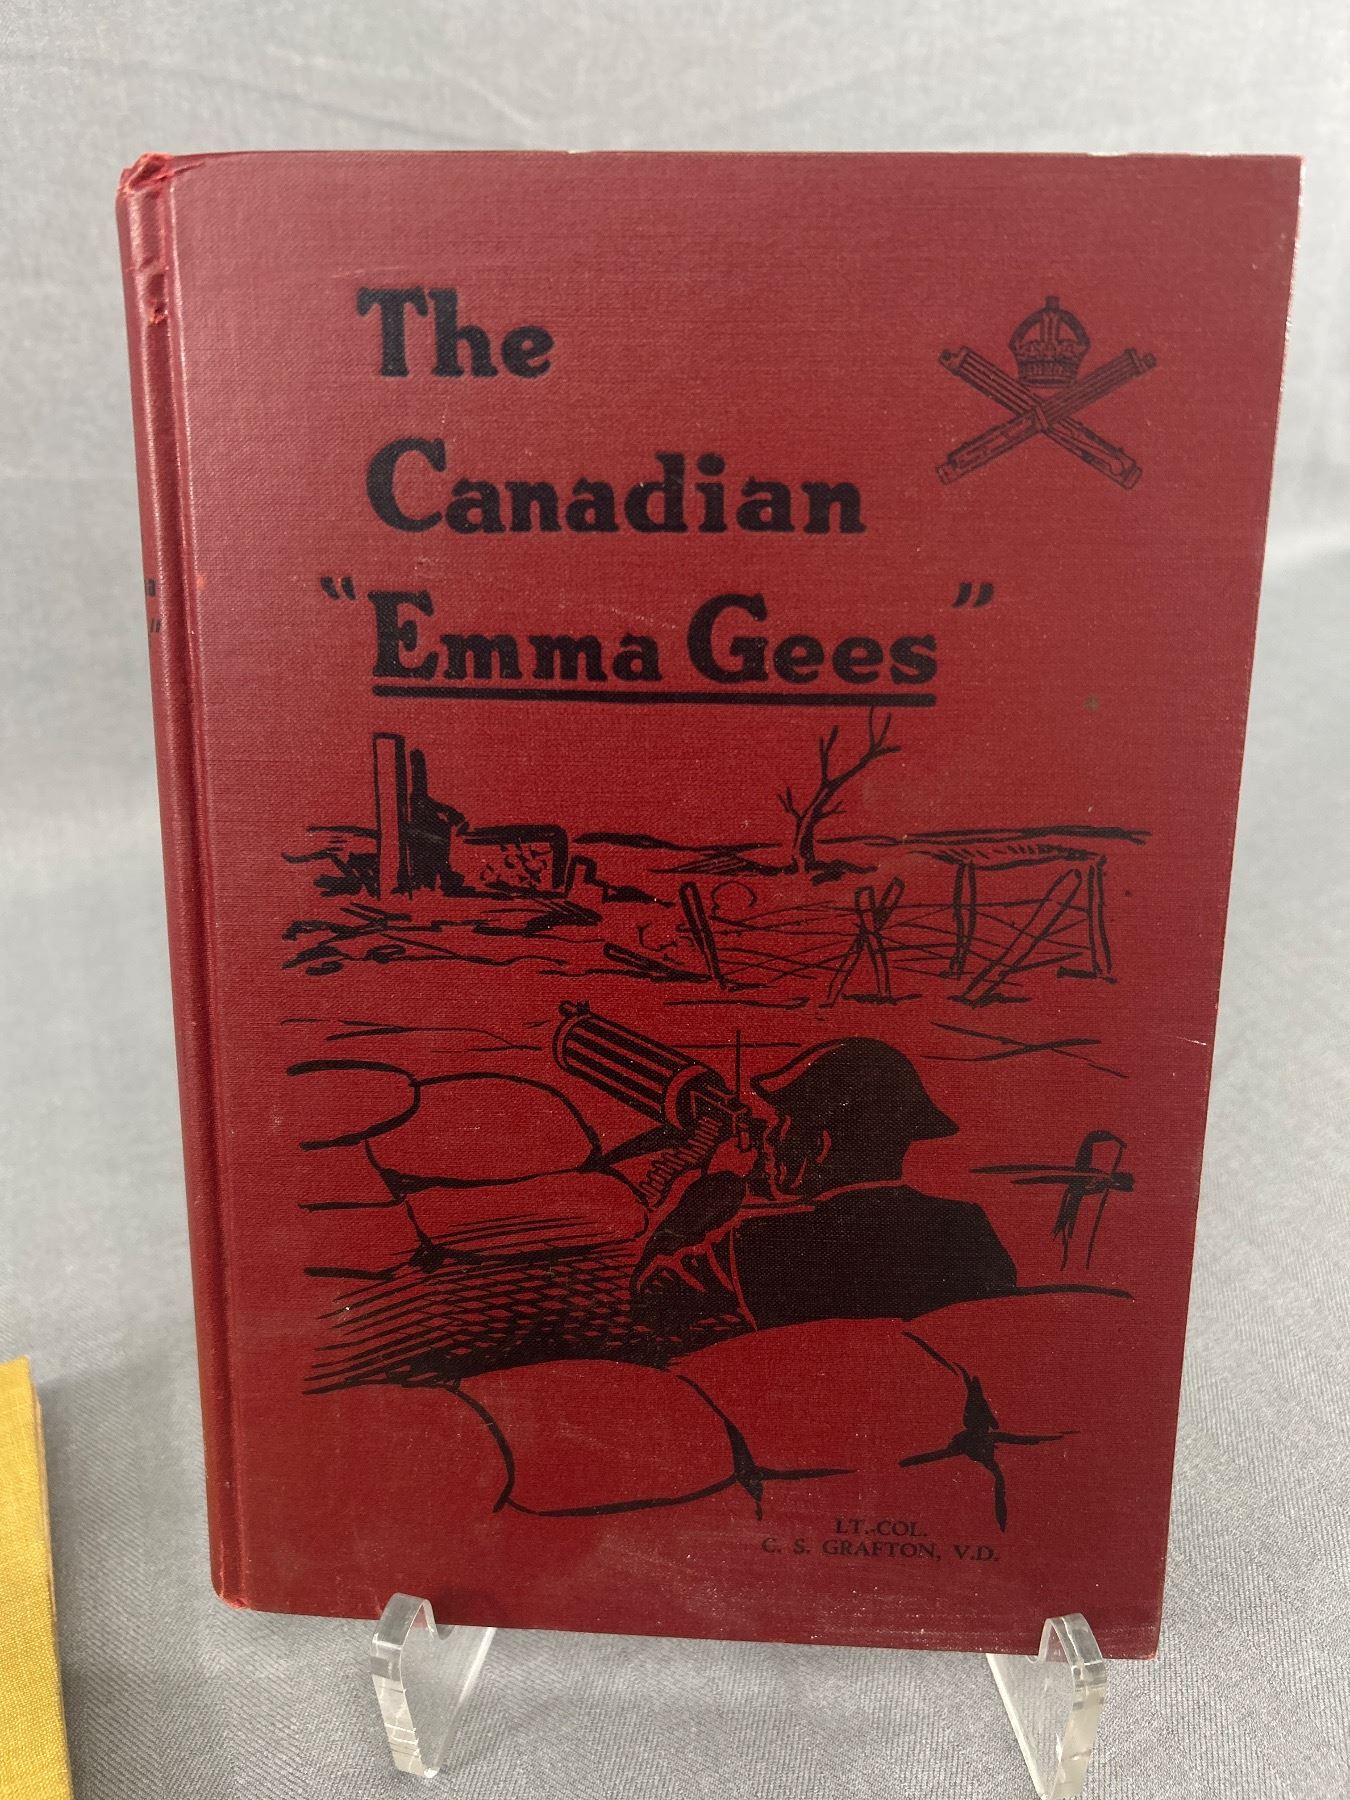 The
Canadian
"Emma Gees"
LT.-COL.
C. S. GRAFTON, V.D.